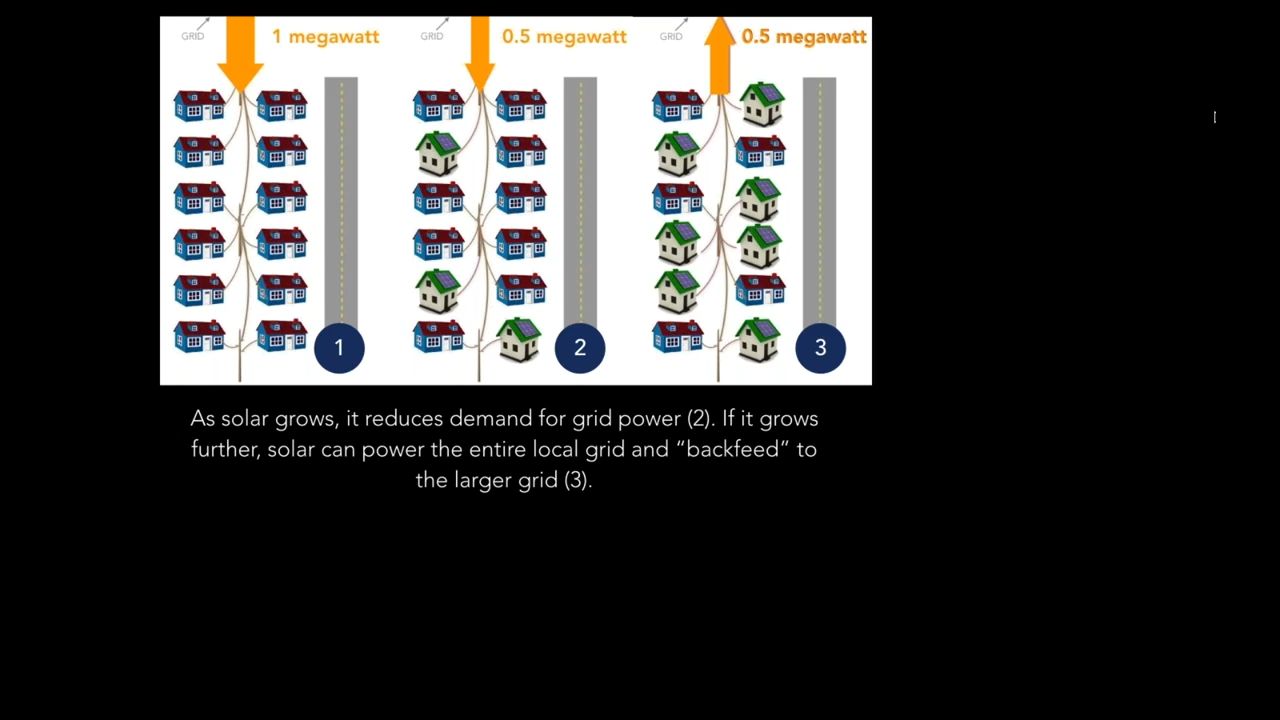 GRID 1 megawatt GRID 0.5 megawatt GRID 0.5 megawatt
1 2 3
As solar grows, it reduces demand for grid power (2). If it grows
further, solar can power the entire local grid and “backfeed” to
the larger grid (3).